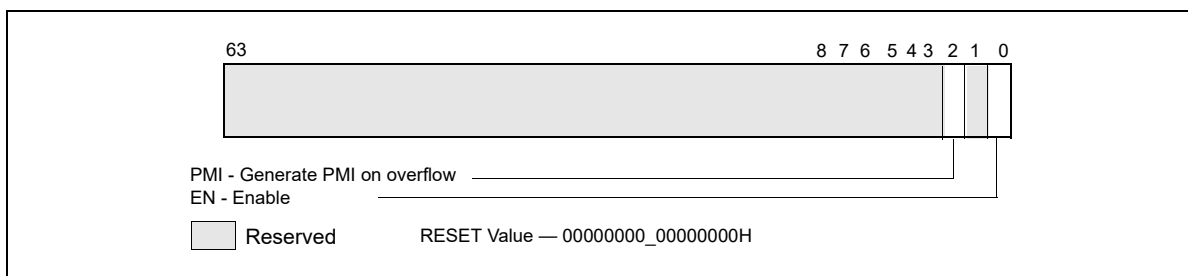 63 8 7 6 5 4 3 2 1 0
PMI - Generate PMI on overflow
EN - Enable
Reserved RESET Value — 00000000_00000000H